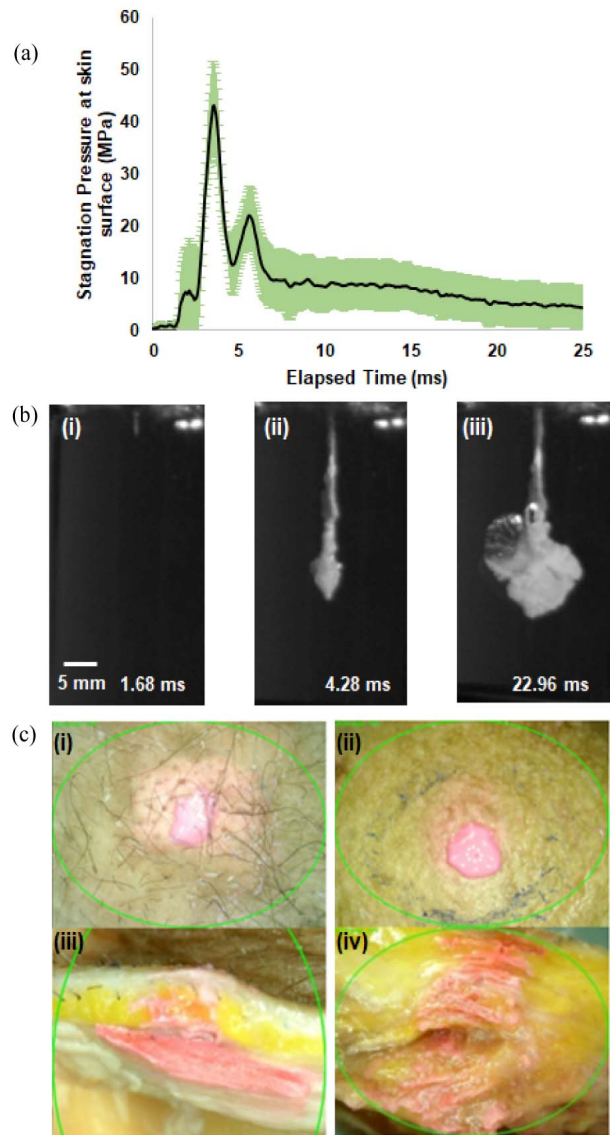 (a)
60
50
40
30
20
10
0
Stagnation Pressure at skin
surface (MPa)
0 5 10 15 20 25
Elapsed Time (ms)
(b)
(i) (ii) (iii)
5 mm 1.68 ms 4.28 ms 22.96 ms
(c)
(i) (ii)
(iii) (iv)